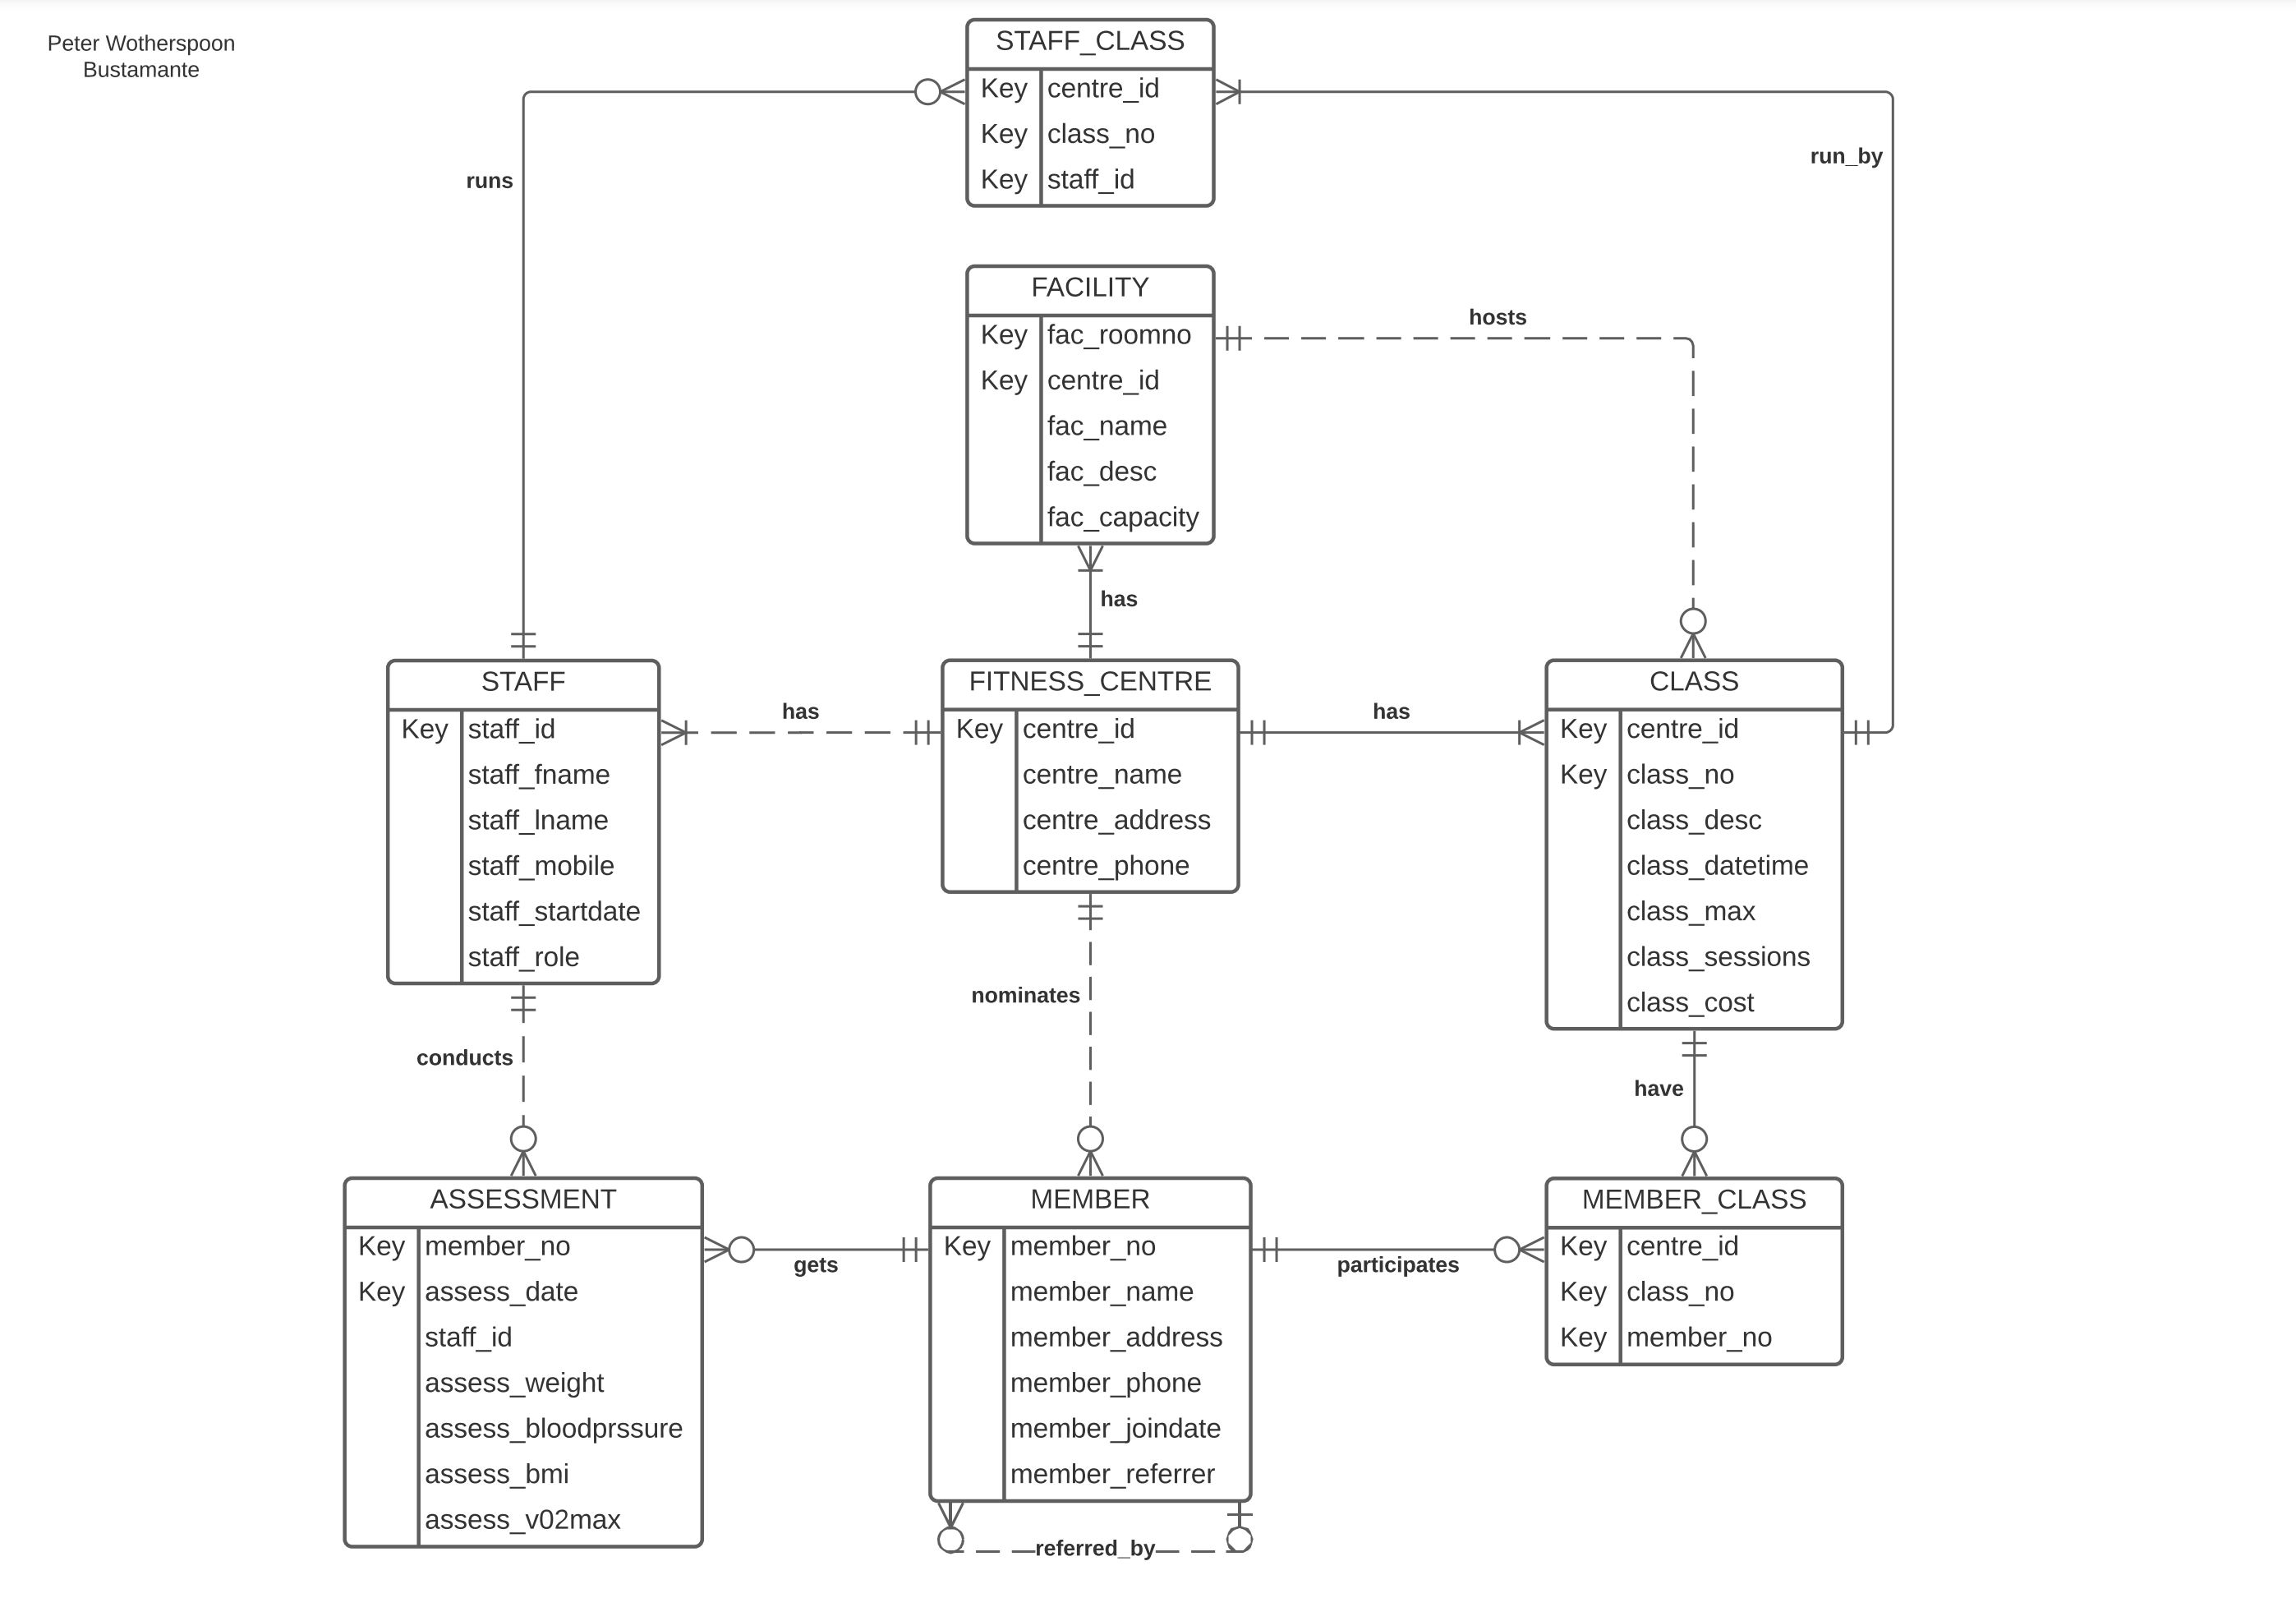 Peter Wotherspoon
Bustamante
STAFF_CLASS
Key centre_id
Key class_no
Key staff_id
runs
run_by
FACILITY
Key fac_roomno
Key centre_id
fac_name
fac_desc
fac_capacity
hosts
has
STAFF
Key staff_id
staff_fname
staff_lname
staff_mobile
staff_startdate
staff_role
has
FITNESS_CENTRE
Key centre_id
centre_name
centre_address
centre_phone
has
CLASS
Key centre_id
Key class_no
class_desc
class_datetime
class_max
class_sessions
class_cost
conducts
nominates
have
ASSESSMENT
Key member_no
Key assess_date
staff_id
assess_weight
assess_bloodprssure
assess_bmi
assess_v02max
gets
MEMBER
Key member_no
member_name
member_address
member_phone
member_joindate
member_referrer
referred_by
participates
MEMBER_CLASS
Key centre_id
Key class_no
Key member_no